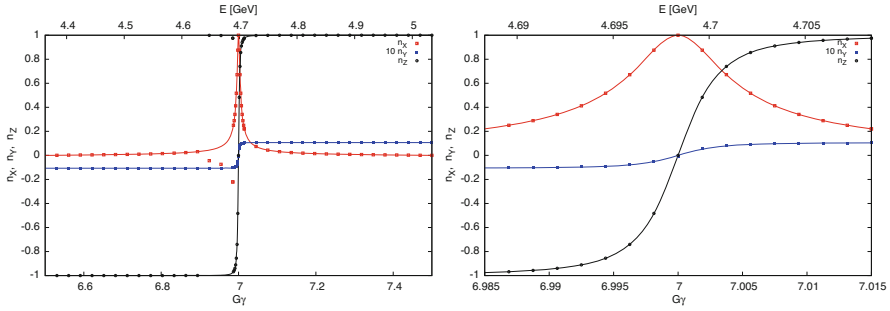 E [GeV]
4.4 4.5 4.6 4.7 4.8 4.9 5
n_X
10 n_Y
n_Z
1
0.8
0.6
0.4
0.2
0
-0.2
-0.4
-0.6
-0.8
-1
n_X, n_Y, n_Z
6.6 6.8 7 7.2 7.4
Gγ
E [GeV]
4.69 4.695 4.7 4.705
n_X
10 n_Y
n_Z
1
0.8
0.6
0.4
0.2
0
-0.2
-0.4
-0.6
-0.8
-1
n_X, n_Y, n_Z
6.985 6.99 6.995 7 7.005 7.01 7.015
Gγ